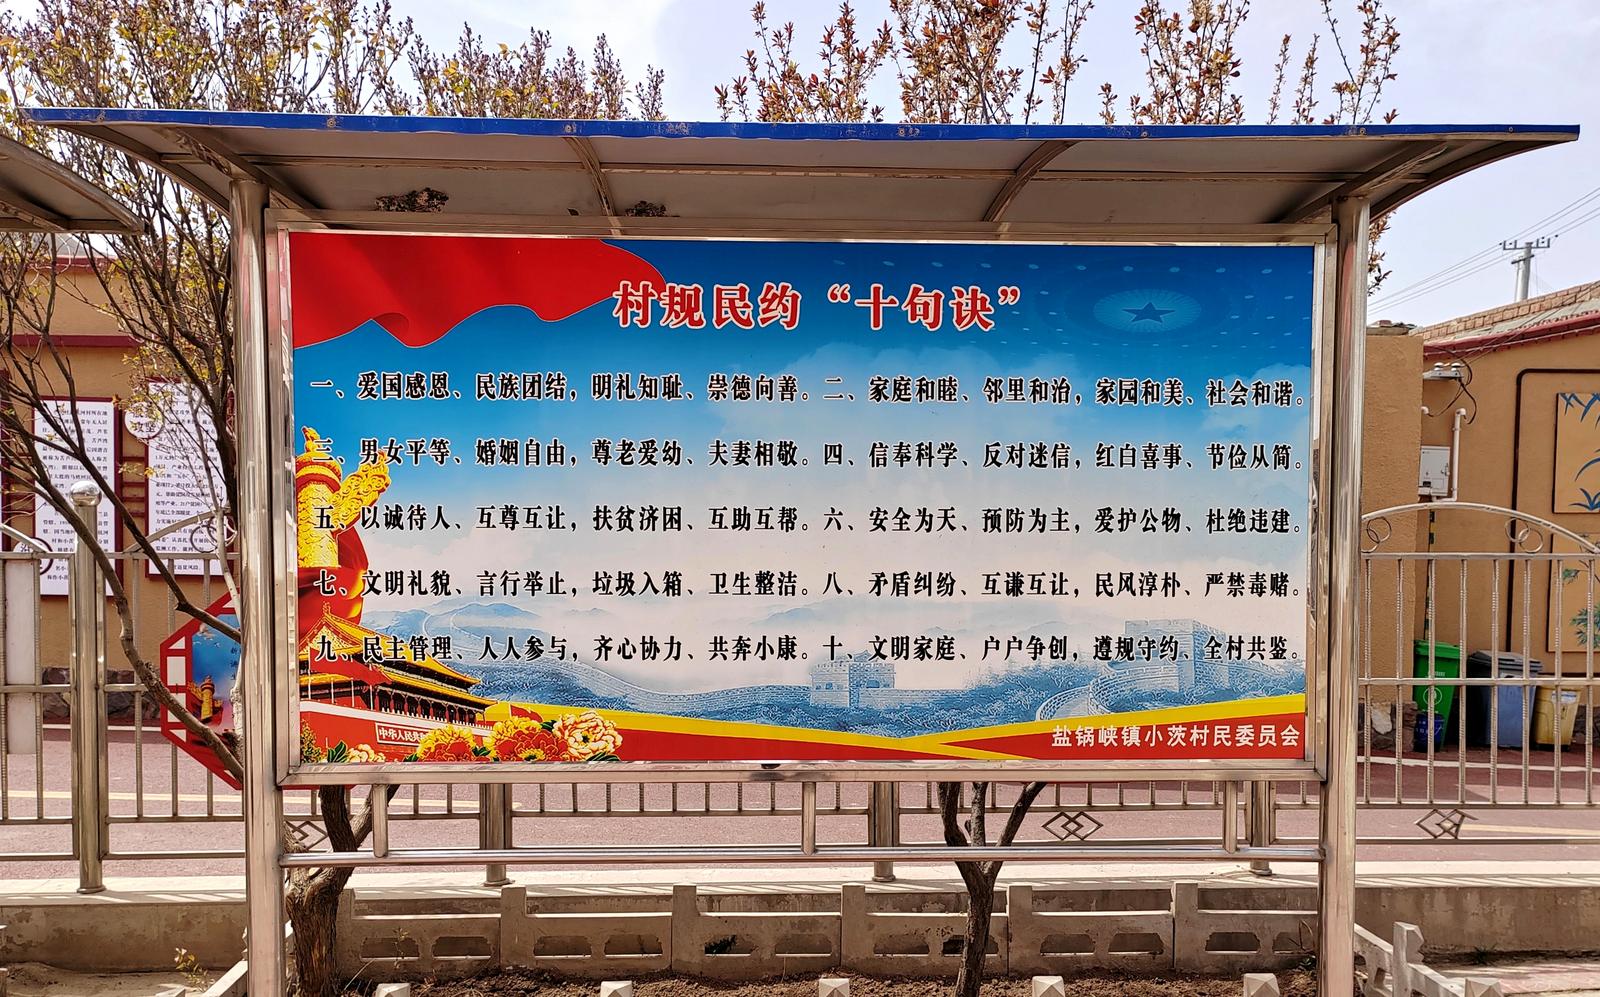 村规民约“十句诀”
一、爱国感恩、民族团结，明礼知耻、崇德向善。二、家庭和睦、邻里和治，家园和美、社会和谐。
三、男女平等、婚姻自由，尊老爱幼、夫妻相敬。四、信奉科学、反对迷信，红白喜事、节俭从简。
五、以诚待人、互尊互让，扶贫济困、互助互帮。六、安全为天、预防为主，爱护公物、杜绝违建。
七、文明礼貌、言行举止，垃圾入箱、卫生整洁。八、矛盾纠纷、互谦互让，民风淳朴、严禁毒赌。
九、民主管理、人人参与，齐心协力、共奔小康。十、文明家庭、户户争创，遵规守约、全村共鉴。
中华人民共
盐锅峡镇小茨村民委员会